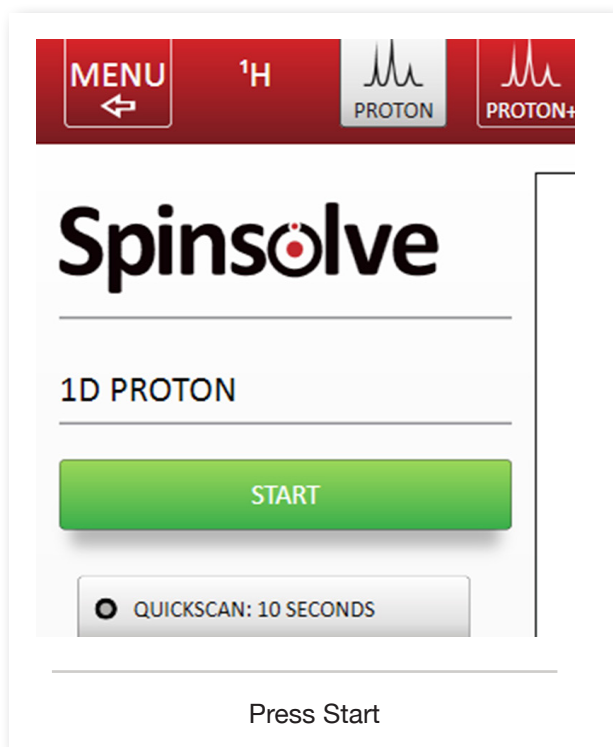 MENU ¹H PROTON PROTON+
Spinsolve
1D PROTON
START
QUICKSCAN: 10 SECONDS
Press Start